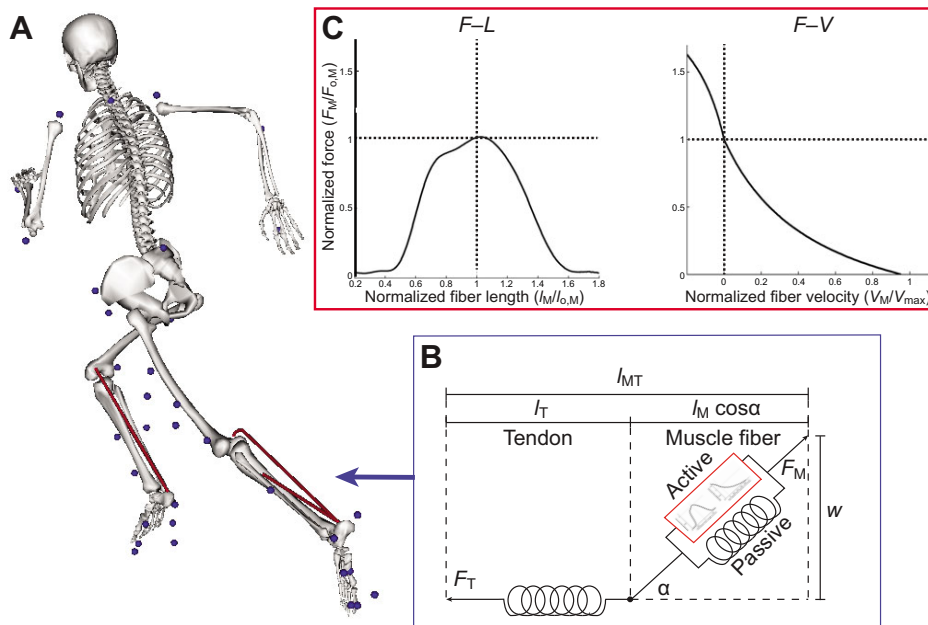 A
C
F–L
F–V
Normalized force (FM/Fo,M)
1.5
1
0.5
0
0.2 0.4 0.6 0.8 1 1.2 1.4 1.6 1.8
Normalized fiber length (lM/lo,M)
1.5
1
0.5
0
0 0.2 0.4 0.6 0.8 1
Normalized fiber velocity (VM/Vmax)
B
lMT
lT
lM cosα
Tendon
Muscle fiber
Active
FM
Passive
w
FT
α